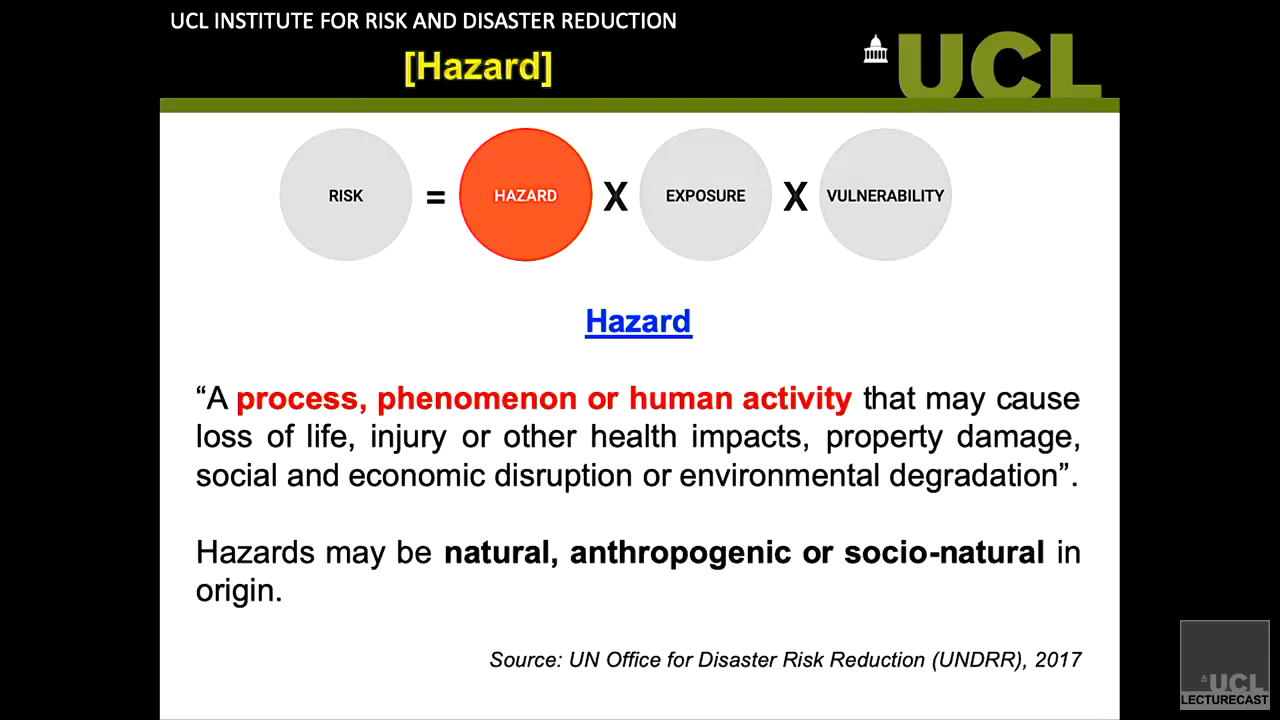 UCL INSTITUTE FOR RISK AND DISASTER REDUCTION
[Hazard]
UCL
RISK = HAZARD X EXPOSURE X VULNERABILITY
Hazard
“A process, phenomenon or human activity that may cause
loss of life, injury or other health impacts, property damage,
social and economic disruption or environmental degradation”.
Hazards may be natural, anthropogenic or socio-natural in
origin.
Source: UN Office for Disaster Risk Reduction (UNDRR), 2017
UCL
LECTURECAST